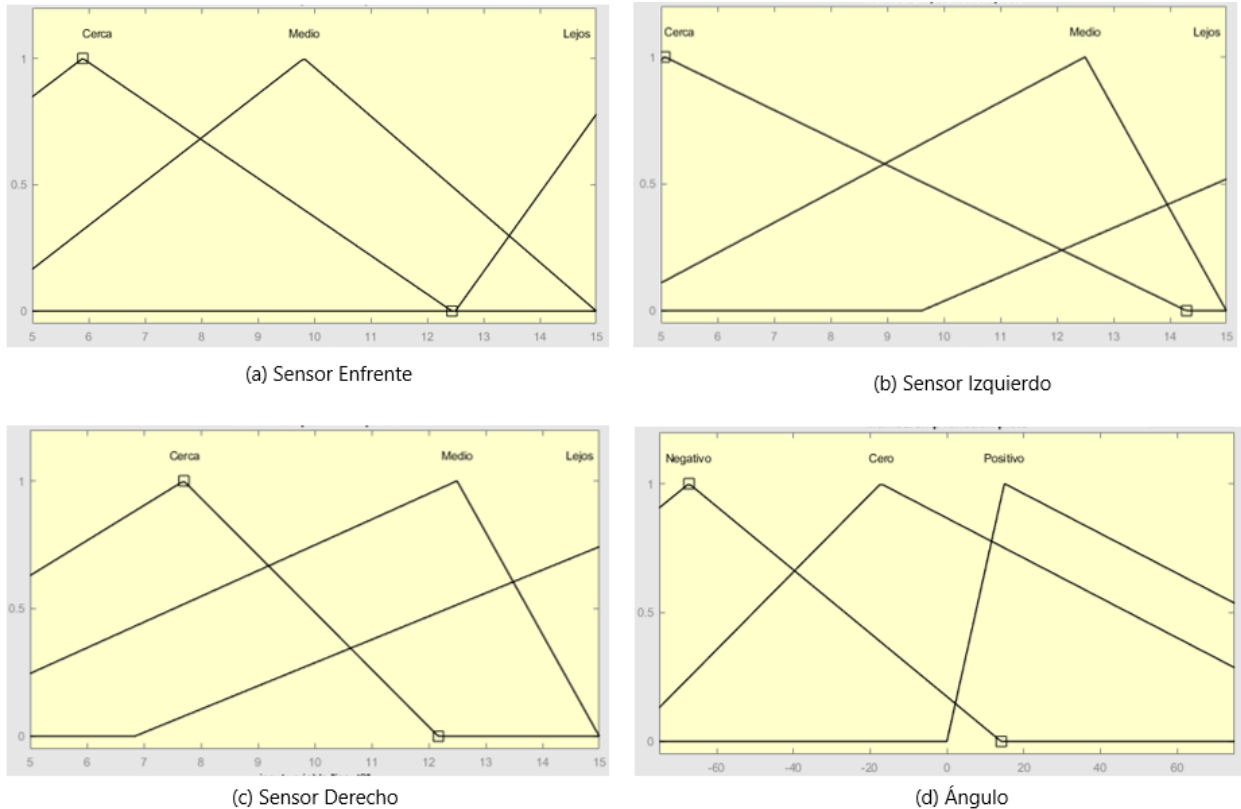 Cerca Medio Lejos
1
0.5
0
5 6 7 8 9 10 11 12 13 14 15
(a) Sensor Enfrente
Cerca Medio Lejos
1
0.5
0
5 6 7 8 9 10 11 12 13 14 15
(b) Sensor Izquierdo
Cerca Medio Lejos
1
0.5
0
5 6 7 8 9 10 11 12 13 14 15
(c) Sensor Derecho
Negativo Cero Positivo
1
0.5
0
-60 -40 -20 0 20 40 60
(d) Ángulo